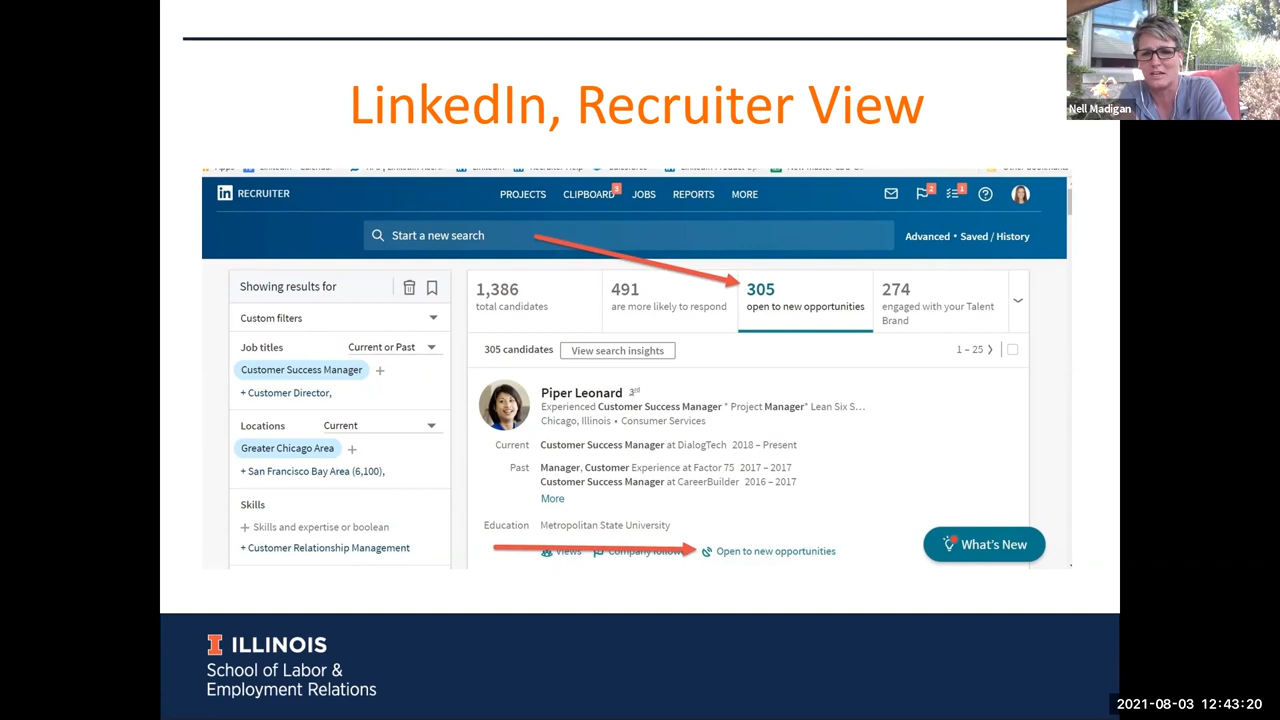 Nell Madigan
LinkedIn, Recruiter View
in RECRUITER
PROJECTS CLIPBOARD 3 JOBS REPORTS MORE
2 1
Start a new search
Advanced • Saved / History
Showing results for
Custom filters
Job titles Current or Past
Customer Success Manager +
+ Customer Director,
Locations Current
Greater Chicago Area +
+ San Francisco Bay Area (6,100),
Skills
+ Skills and expertise or boolean
+ Customer Relationship Management
1,386
total candidates
491
are more likely to respond
305
open to new opportunities
274
engaged with your Talent
Brand
305 candidates View search insights 1 – 25
Piper Leonard 3rd
Experienced Customer Success Manager * Project Manager* Lean Six S…
Chicago, Illinois • Consumer Services
Current Customer Success Manager at DialogTech 2018 – Present
Past Manager, Customer Experience at Factor 75 2017 – 2017
Customer Success Manager at CareerBuilder 2016 – 2017
More
Education Metropolitan State University
Views Company Open to new opportunities
What's New
I ILLINOIS
School of Labor &
Employment Relations
2021-08-03 12:43:20